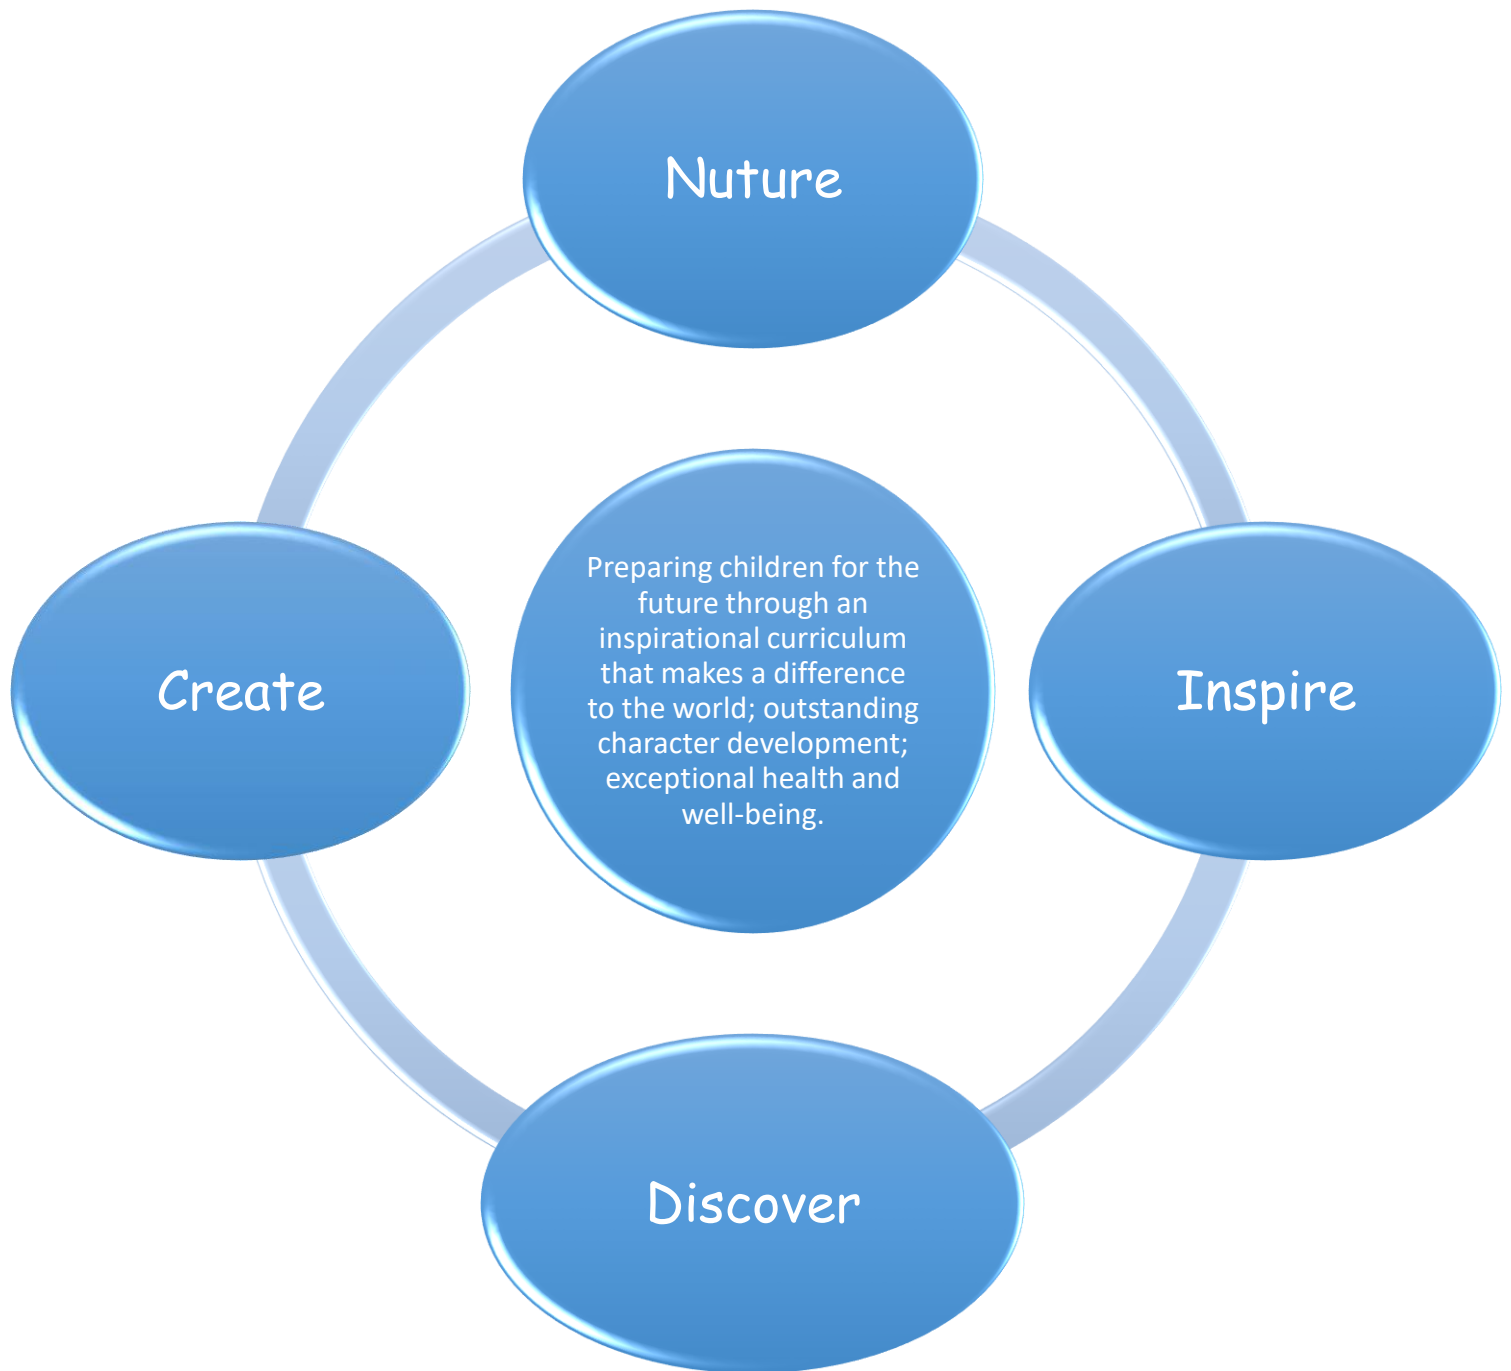 Nuture
Create
Preparing children for the
future through an
inspirational curriculum
that makes a difference
to the world; outstanding
character development;
exceptional health and
well-being.
Inspire
Discover